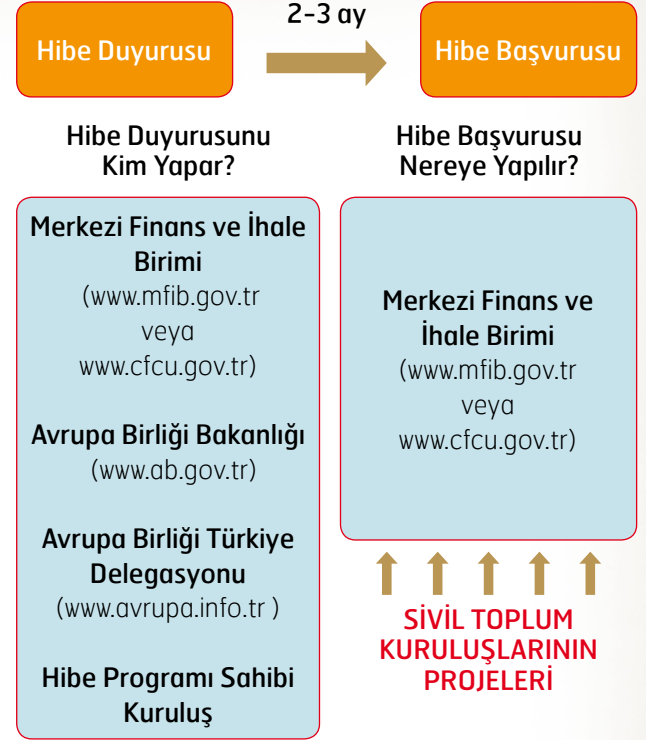 2-3 ay
Hibe Duyurusu
Hibe Başvurusu
Hibe Duyurusunu
Kim Yapar?
Merkezi Finans ve İhale
Birimi
(www.mfib.gov.tr
veya
www.cfcu.gov.tr)
Avrupa Birliği Bakanlığı
(www.ab.gov.tr)
Avrupa Birliği Türkiye
Delegasyonu
(www.avrupa.info.tr )
Hibe Programı Sahibi
Kuruluş
Hibe Başvurusu
Nereye Yapılır?
Merkezi Finans ve
İhale Birimi
(www.mfib.gov.tr
veya
www.cfcu.gov.tr)
SİVİL TOPLUM
KURULUŞLARININ
PROJELERİ